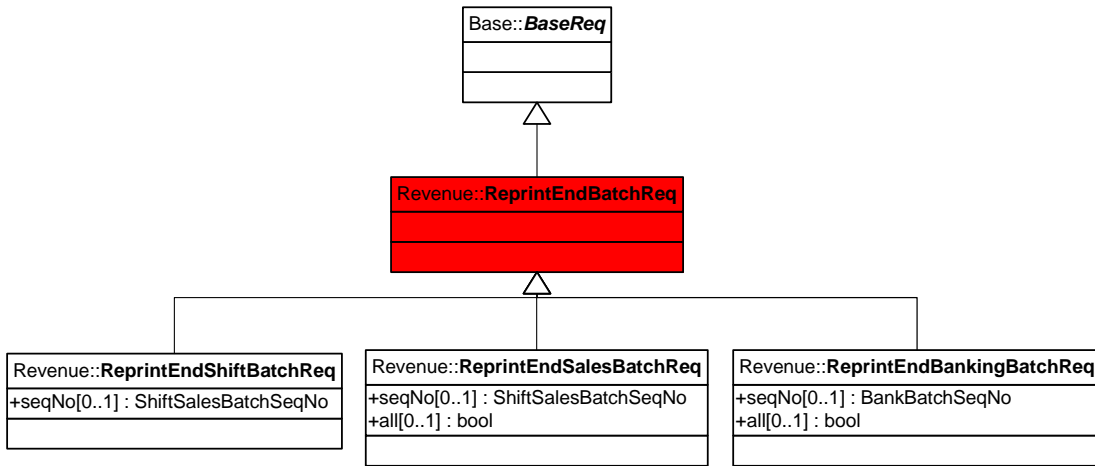 Base::BaseReq
Revenue::ReprintEndBatchReq
Revenue::ReprintEndShiftBatchReq
+seqNo[0..1] : ShiftSalesBatchSeqNo
Revenue::ReprintEndSalesBatchReq
+seqNo[0..1] : ShiftSalesBatchSeqNo
+all[0..1] : bool
Revenue::ReprintEndBankingBatchReq
+seqNo[0..1] : BankBatchSeqNo
+all[0..1] : bool